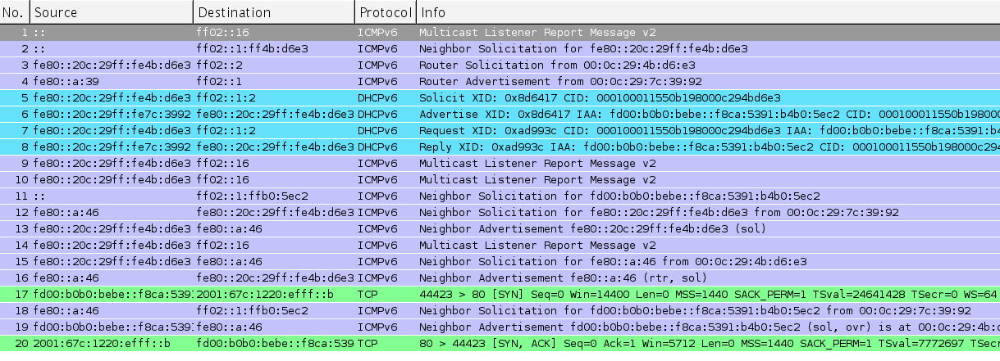 No. Source Destination Protocol Info
1 :: ff02::16 ICMPv6 Multicast Listener Report Message v2
2 :: ff02::1:ff4b:d6e3 ICMPv6 Neighbor Solicitation for fe80::20c:29ff:fe4b:d6e3
3 fe80::20c:29ff:fe4b:d6e3 ff02::2 ICMPv6 Router Solicitation from 00:0c:29:4b:d6:e3
4 fe80::a:39 ff02::1 ICMPv6 Router Advertisement from 00:0c:29:7c:39:92
5 fe80::20c:29ff:fe4b:d6e3 ff02::1:2 DHCPv6 Solicit XID: 0x8d6417 CID: 000100011550b198000c294bd6e3
6 fe80::20c:29ff:fe7c:3992 fe80::20c:29ff:fe4b:d6e3 DHCPv6 Advertise XID: 0x8d6417 IAA: fd00:b0b0:bebe::f8ca:5391:b4b0:5ec2 CID: 000100011550b198000
7 fe80::20c:29ff:fe4b:d6e3 ff02::1:2 DHCPv6 Request XID: 0xad993c CID: 000100011550b198000c294bd6e3 IAA: fd00:b0b0:bebe::f8ca:5391:b4
8 fe80::20c:29ff:fe7c:3992 fe80::20c:29ff:fe4b:d6e3 DHCPv6 Reply XID: 0xad993c IAA: fd00:b0b0:bebe::f8ca:5391:b4b0:5ec2 CID: 000100011550b198000c294
9 fe80::20c:29ff:fe4b:d6e3 ff02::16 ICMPv6 Multicast Listener Report Message v2
10 fe80::20c:29ff:fe4b:d6e3 ff02::16 ICMPv6 Multicast Listener Report Message v2
11 :: ff02::1:ffb0:5ec2 ICMPv6 Neighbor Solicitation for fd00:b0b0:bebe::f8ca:5391:b4b0:5ec2
12 fe80::a:46 fe80::20c:29ff:fe4b:d6e3 ICMPv6 Neighbor Solicitation for fe80::20c:29ff:fe4b:d6e3 from 00:0c:29:7c:39:92
13 fe80::20c:29ff:fe4b:d6e3 fe80::a:46 ICMPv6 Neighbor Advertisement fe80::20c:29ff:fe4b:d6e3 (sol)
14 fe80::20c:29ff:fe4b:d6e3 ff02::16 ICMPv6 Multicast Listener Report Message v2
15 fe80::20c:29ff:fe4b:d6e3 fe80::a:46 ICMPv6 Neighbor Solicitation for fe80::a:46 from 00:0c:29:4b:d6:e3
16 fe80::a:46 fe80::20c:29ff:fe4b:d6e3 ICMPv6 Neighbor Advertisement fe80::a:46 (rtr, sol)
17 fd00:b0b0:bebe::f8ca:539 2001:67c:1220:efff::b TCP 44423 > 80 [SYN] Seq=0 Win=14400 Len=0 MSS=1440 SACK_PERM=1 TSval=24641428 TSecr=0 WS=64
18 fe80::a:46 ff02::1:ffb0:5ec2 ICMPv6 Neighbor Solicitation for fd00:b0b0:bebe::f8ca:5391:b4b0:5ec2 from 00:0c:29:7c:39:92
19 fd00:b0b0:bebe::f8ca:539 fe80::a:46 ICMPv6 Neighbor Advertisement fd00:b0b0:bebe::f8ca:5391:b4b0:5ec2 (sol, ovr) is at 00:0c:29:4b:d
20 2001:67c:1220:efff::b fd00:b0b0:bebe::f8ca:539 TCP 80 > 44423 [SYN, ACK] Seq=0 Ack=1 Win=5712 Len=0 MSS=1440 SACK_PERM=1 TSval=7772697 TSecr